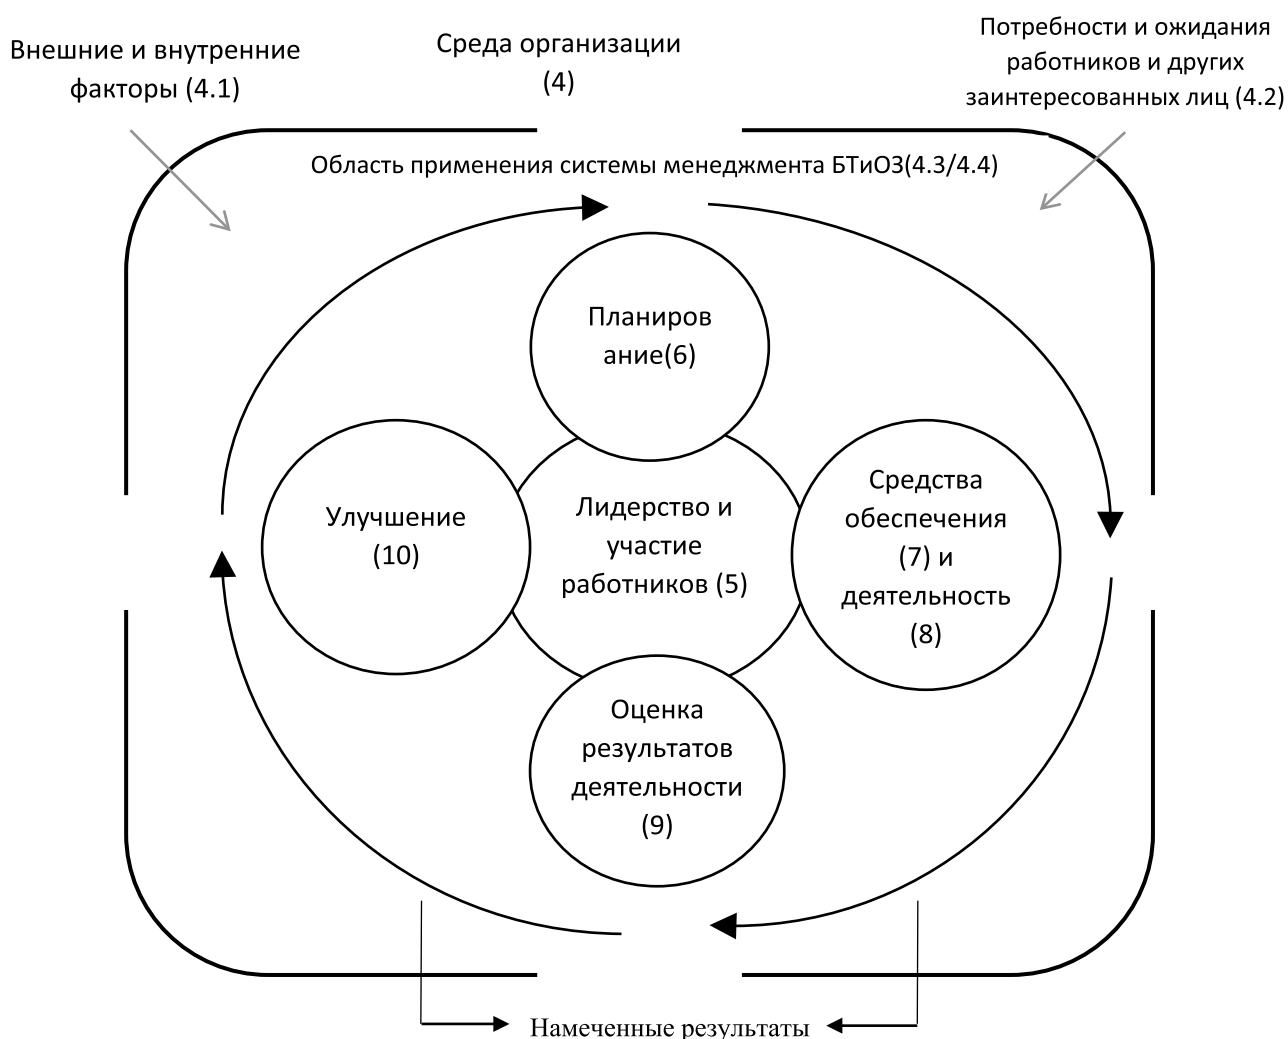 Внешние и внутренние
факторы (4.1)
Среда организации
(4)
Потребности и ожидания
работников и других
заинтересованных лиц (4.2)
Область применения системы менеджмента БТиОЗ(4.3/4.4)
Планиров
ание(6)
Улучшение
(10)
Лидерство и
участие
работников (5)
Средства
обеспечения
(7) и
деятельность
(8)
Оценка
результатов
деятельности
(9)
Намеченные результаты